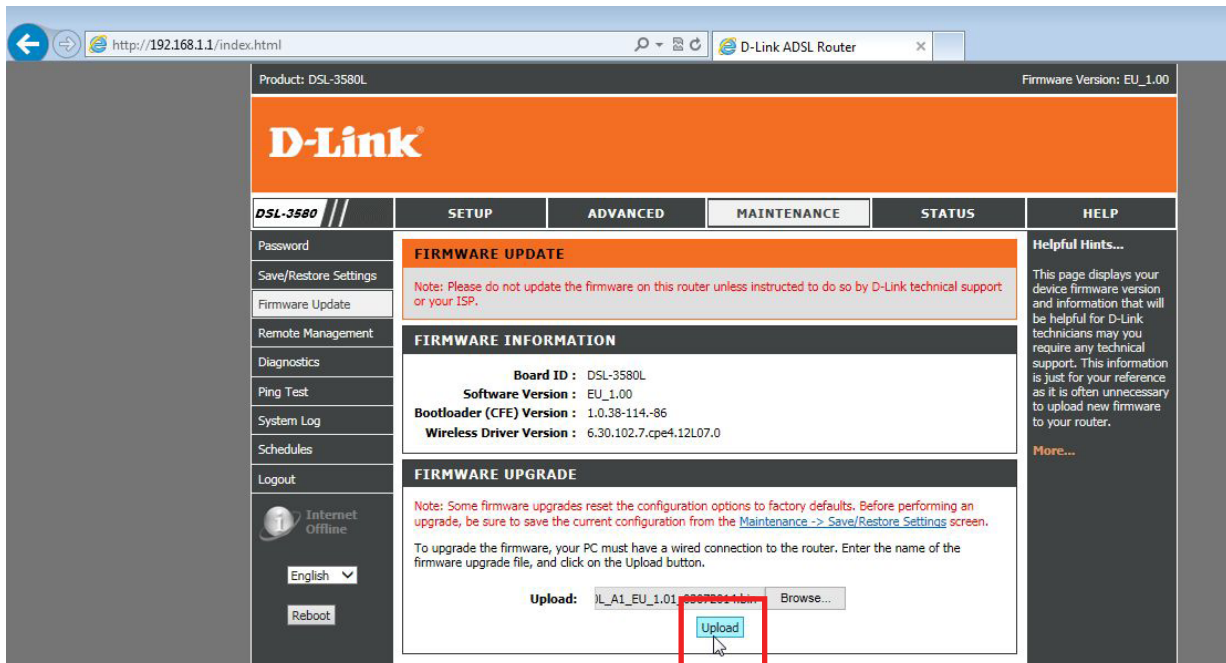 http://192.168.1.1/index.html
D-Link ADSL Router
Product: DSL-3580L
Firmware Version: EU_1.00
D-Link
DSL-3580
SETUP
ADVANCED
MAINTENANCE
STATUS
HELP
Password
Save/Restore Settings
Firmware Update
Remote Management
Diagnostics
Ping Test
System Log
Schedules
Logout
Internet
Offline
English
Reboot
FIRMWARE UPDATE
Note: Please do not update the firmware on this router unless instructed to do so by D-Link technical support
or your ISP.
FIRMWARE INFORMATION
Board ID : DSL-3580L
Software Version : EU_1.00
Bootloader (CFE) Version : 1.0.38-114.-86
Wireless Driver Version : 6.30.102.7.cpe4.12L07.0
FIRMWARE UPGRADE
Note: Some firmware upgrades reset the configuration options to factory defaults. Before performing an
upgrade, be sure to save the current configuration from the Maintenance -> Save/Restore Settings screen.
To upgrade the firmware, your PC must have a wired connection to the router. Enter the name of the
firmware upgrade file, and click on the Upload button.
Upload: Browse...
Upload
Helpful Hints...
This page displays your
device firmware version
and information that will
be helpful for D-Link
technicians may you
require any technical
support. This information
is just for your reference
as it is often unnecessary
to upload new firmware
to your router.
More...